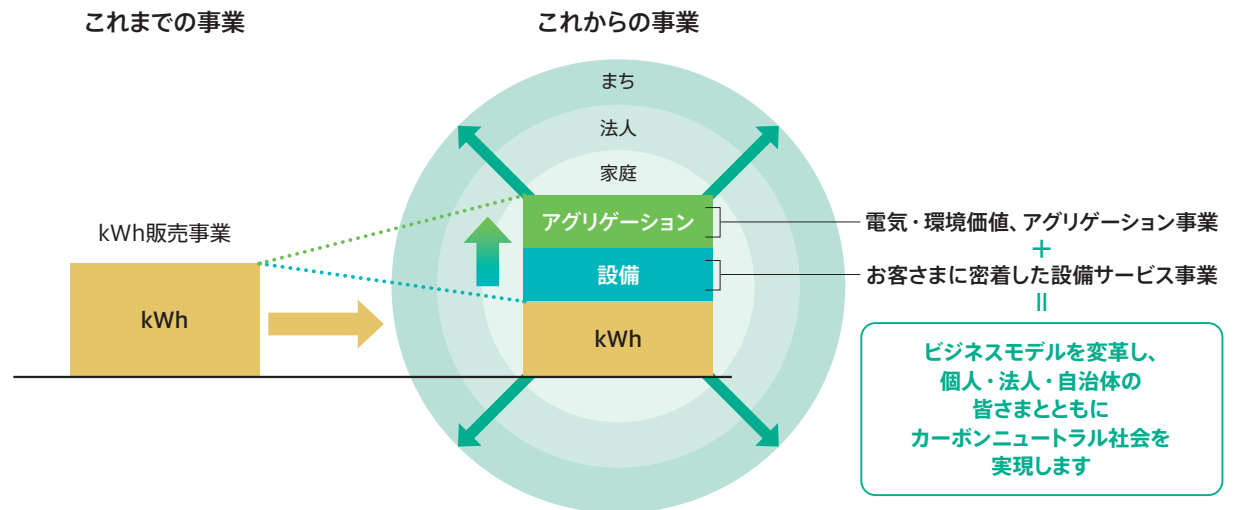 これまでの事業
これからの事業
まち
法人
家庭
kWh販売事業
kWh
アグリゲーション
設備
kWh
電気・環境価値、アグリゲーション事業
+
お客さまに密着した設備サービス事業
=
ビジネスモデルを変革し、
個人・法人・自治体の
皆さまとともに
カーボンニュートラル社会を
実現します